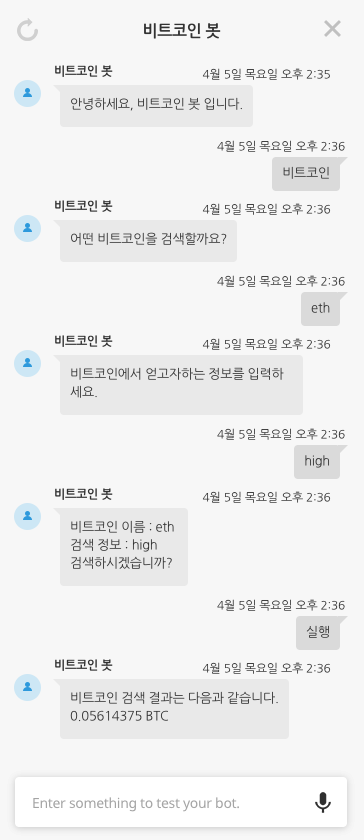 비트코인 봇
비트코인 봇 4월 5일 목요일 오후 2:35
안녕하세요, 비트코인 봇 입니다.
4월 5일 목요일 오후 2:36
비트코인
비트코인 봇 4월 5일 목요일 오후 2:36
어떤 비트코인을 검색할까요?
4월 5일 목요일 오후 2:36
eth
비트코인 봇 4월 5일 목요일 오후 2:36
비트코인에서 얻고자하는 정보를 입력하
세요.
4월 5일 목요일 오후 2:36
high
비트코인 봇 4월 5일 목요일 오후 2:36
비트코인 이름 : eth
검색 정보 : high
검색하시겠습니까?
4월 5일 목요일 오후 2:36
실행
비트코인 봇 4월 5일 목요일 오후 2:36
비트코인 검색 결과는 다음과 같습니다.
0.05614375 BTC
Enter something to test your bot.